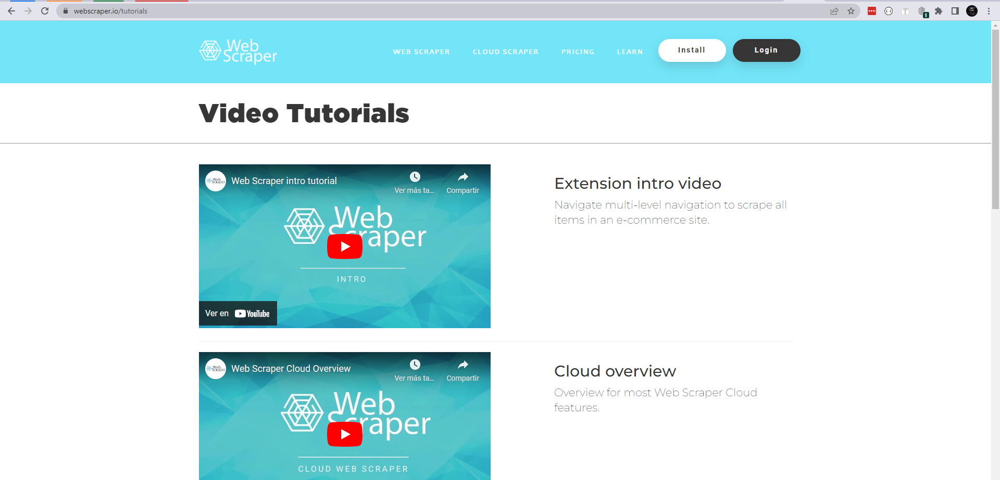 webscraper.io/tutorials
1
Web
Scraper
WEB SCRAPER
CLOUD SCRAPER
PRICING
LEARN
Install
Login
Video Tutorials
Web Scraper intro tutorial
Ver más ta...
Compartir
Web
Scraper
INTRO
Ver en YouTube
Extension intro video
Navigate multi-level navigation to scrape all
items in an e-commerce site.
Web Scraper Cloud Overview
Ver más ta...
Compartir
Web
Scraper
CLOUD WEB SCRAPER
Cloud overview
Overview for most Web Scraper Cloud
features.